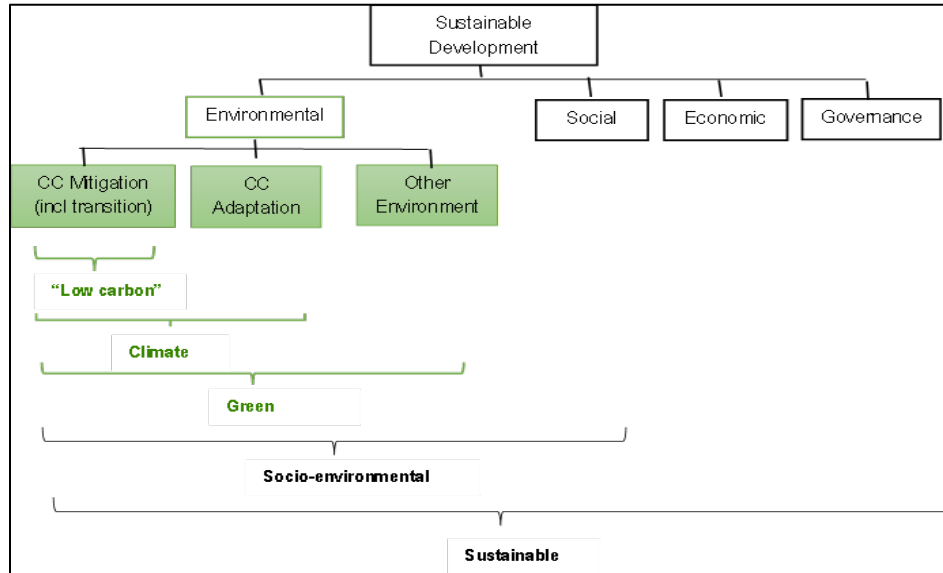 Sustainable
Development
Environmental
Social
Economic
Governance
CC Mitigation
(incl transition)
CC
Adaptation
Other
Environment
“Low carbon”
Climate
Green
Socio-environmental
Sustainable